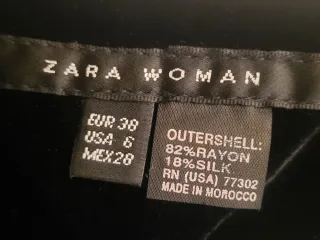 ZARA WOMAN
EUR 38
USA 6
MEX 28
OUTERSHELL:
82% RAYON
18% SILK
RN (USA) 77302
MADE IN MOROCCO